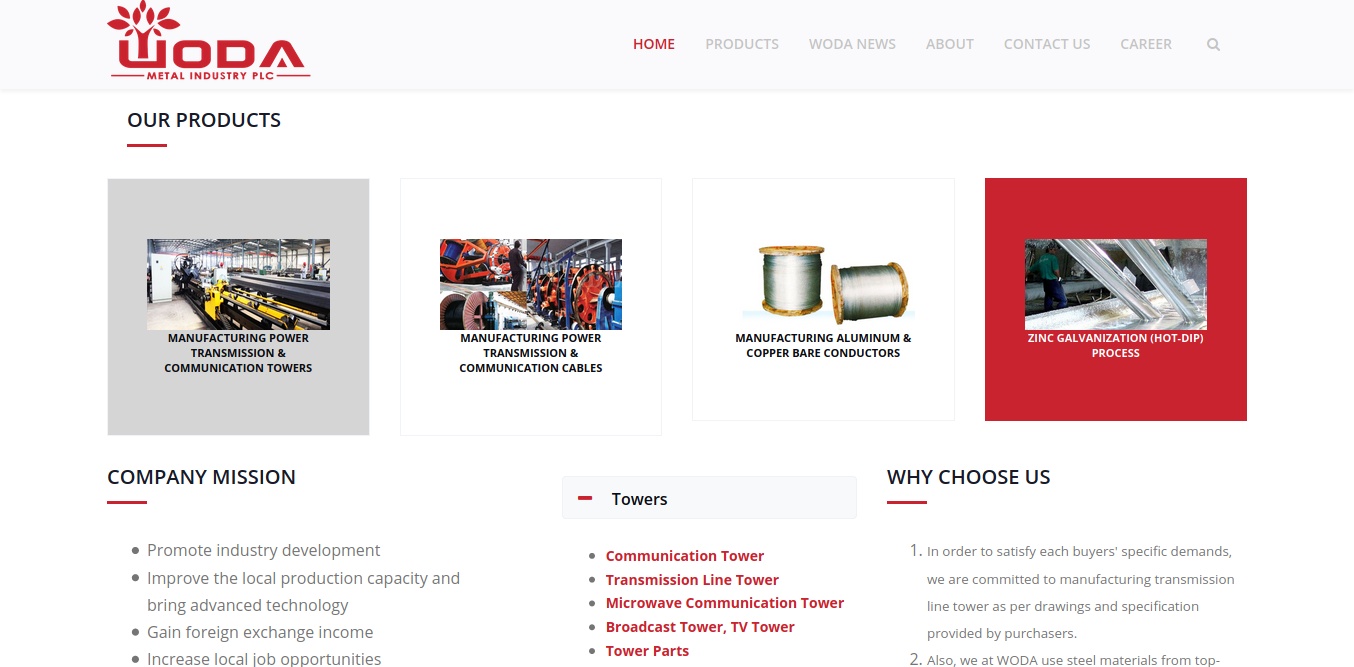 WODA
METAL INDUSTRY PLC
HOME
PRODUCTS
WODA NEWS
ABOUT
CONTACT US
CAREER
OUR PRODUCTS
MANUFACTURING POWER
TRANSMISSION &
COMMUNICATION TOWERS
MANUFACTURING POWER
TRANSMISSION &
COMMUNICATION CABLES
MANUFACTURING ALUMINUM &
COPPER BARE CONDUCTORS
ZINC GALVANIZATION (HOT-DIP)
PROCESS
COMPANY MISSION
• Promote industry development
• Improve the local production capacity and
bring advanced technology
• Gain foreign exchange income
• Increase local job opportunities
Towers
• Communication Tower
• Transmission Line Tower
• Microwave Communication Tower
• Broadcast Tower, TV Tower
• Tower Parts
WHY CHOOSE US
1. In order to satisfy each buyers' specific demands,
we are committed to manufacturing transmission
line tower as per drawings and specification
provided by purchasers.
2. Also, we at WODA use steel materials from top-